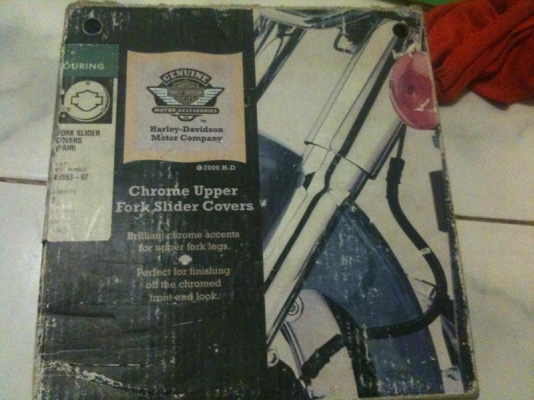 TOURING
FORK SLIDER
COVERS
(PAIR)
GENUINE
MOTOR ACCESSORIES
Harley-Davidson
Motor Company
© 2000 H-D
Chrome Upper
Fork Slider Covers
Brilliant chrome accents
for upper fork legs.
Perfect for finishing
off the chromed
front-end look.